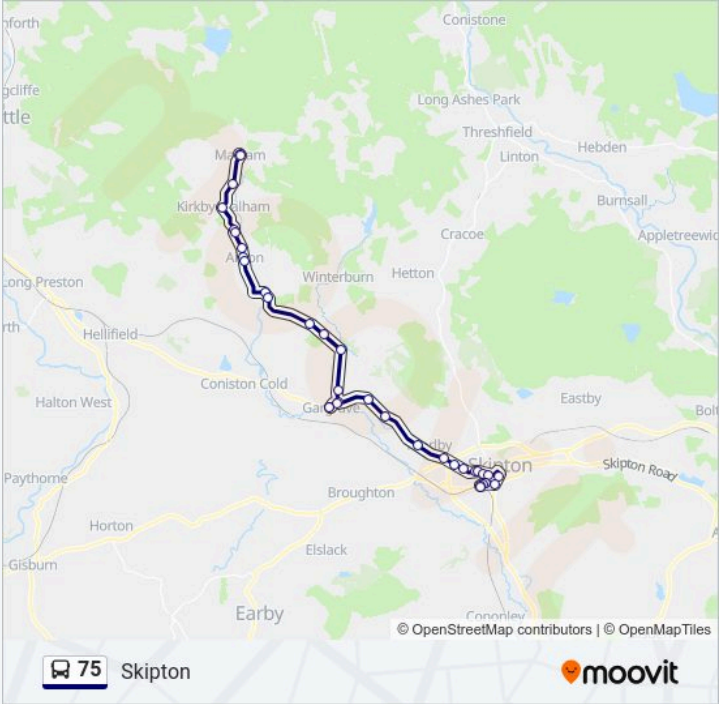 Conistone
Long Ashes Park
Threshfield
Linton
Hebden
Burnsall
Cracoe
Hetton
Winterburn
Long Preston
Hellifield
Coniston Cold
Halton West
Eastby
Skipton
Skipton Road
Paythorne
Broughton
Horton
Elslack
Gisburn
Earby
Cononley
© OpenStreetMap contributors | © OpenMapTiles
75 Skipton
moovit